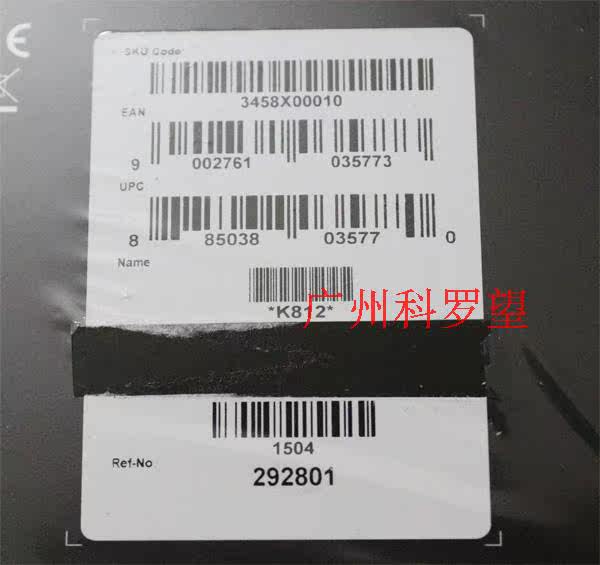 CE
SKU Code
3458X00010
EAN
9 002761 035773
UPC
8 85038 03577 0
Name
*K812*
广州科罗望
1504
Ref-No
292801